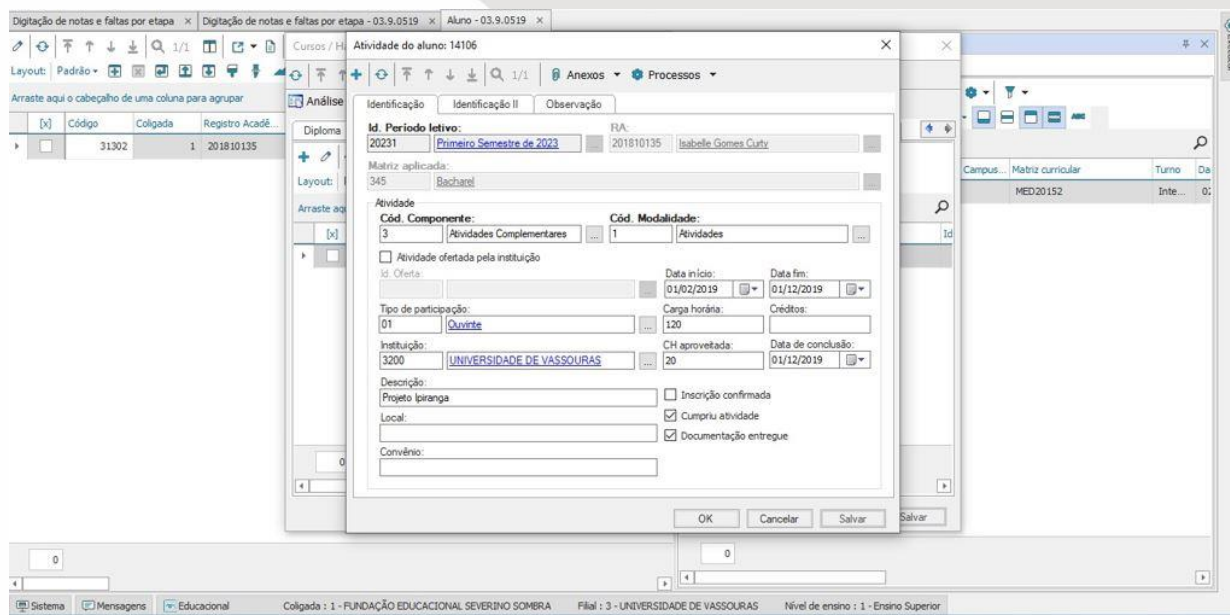 Digitação de notas e faltas por etapa × Digitação de notas e faltas por etapa - 03.9.0519 × Aluno - 03.9.0519 ×
1/1 Cursos / Ha
Layout: Padrão
Arraste aqui o cabeçalho de uma coluna para agrupar
[x] Código Coligada Registro Acadê...
31302 1 201810135
Análise
Diploma
Layout:
Arraste aqu
[x] Id
0
Salvar
Atividade do aluno: 14106
1/1 Anexos Processos
Identificação Identificação II Observação
Id. Período letivo: RA:
20231 Primeiro Semestre de 2023 ... 201810135 Isabelle Gomes Curty ...
Matriz aplicada:
345 Bacharel ...
Atividade
Cód. Componente: Cód. Modalidade:
3 Atividades Complementares ... 1 Atividades ...
Atividade ofertada pela instituição
Id. Oferta: Data início: Data fim:
... 01/02/2019 01/12/2019
Tipo de participação: Carga horária: Créditos:
01 Ouvinte ... 120
Instituição: CH aproveitada: Data de conclusão:
3200 UNIVERSIDADE DE VASSOURAS ... 20 01/12/2019
Descrição:
Projeto Ipiranga
Inscrição confirmada
Local:
Cumpriu atividade
Documentação entregue
Convênio:
OK Cancelar Salvar
Campus... Matriz curricular Turno Da
MED20152 Inte... 02
0 0
Sistema Mensagens Educacional Coligada : 1 - FUNDAÇÃO EDUCACIONAL SEVERINO SOMBRA Filial : 3 - UNIVERSIDADE DE VASSOURAS Nível de ensino : 1 - Ensino Superior